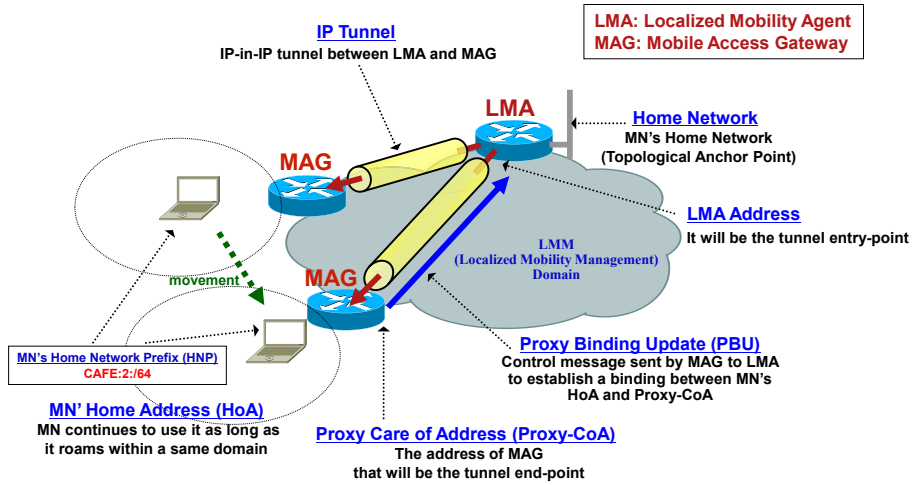 IP Tunnel
IP-in-IP tunnel between LMA and MAG
LMA: Localized Mobility Agent
MAG: Mobile Access Gateway
LMA
Home Network
MN's Home Network
(Topological Anchor Point)
MAG
LMA Address
It will be the tunnel entry-point
LMM
(Localized Mobility Management)
Domain
MAG
movement
Proxy Binding Update (PBU)
Control message sent by MAG to LMA
to establish a binding between MN's
HoA and Proxy-CoA
MN's Home Network Prefix (HNP)
CAFE:2:/64
MN' Home Address (HoA)
MN continues to use it as long as
it roams within a same domain
Proxy Care of Address (Proxy-CoA)
The address of MAG
that will be the tunnel end-point